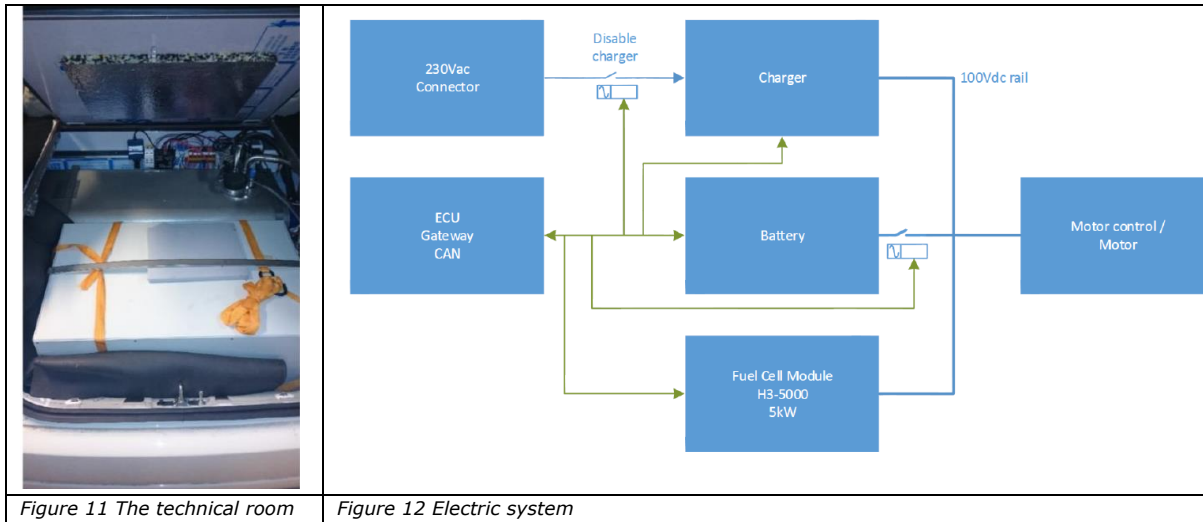 230Vac
Connector
Disable
charger
Charger
100Vdc rail
ECU
Gateway
CAN
Battery
Motor control /
Motor
Fuel Cell Module
H3-5000
5kW
Figure 11 The technical room
Figure 12 Electric system